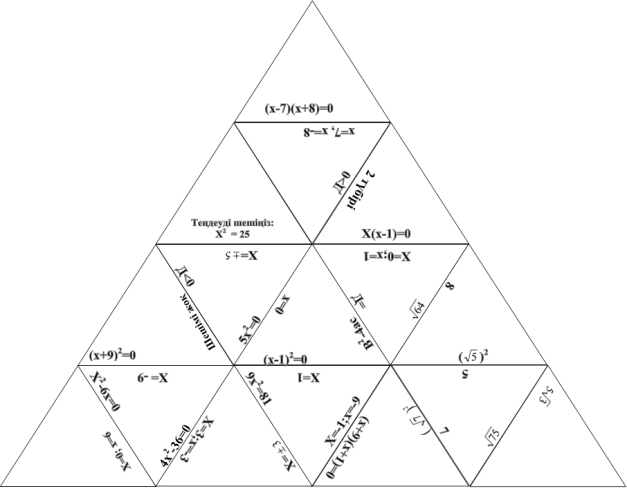 (x-7)(x+8)=0
x=7, x=-8
Д>0
2 түбірі
Теңдеуді шешіңіз:
X² = 25
X=∓5
X(x-1)=0
X=0;x=1
Д<0
Шешімі жоқ
5x²=0
x=0
Д=
B²-4ac
√64
8
(x+9)²=0
X= -9
(x-1)²=0
X=1
(√5)²
5
X²-9x=0
X=0; x=6
4x²-36=0
X=3;x=-3
6x²=18
X=±3
X=-1;x=-9
(x+9)(x+1)=0
(√7)²
7
√75
5√3